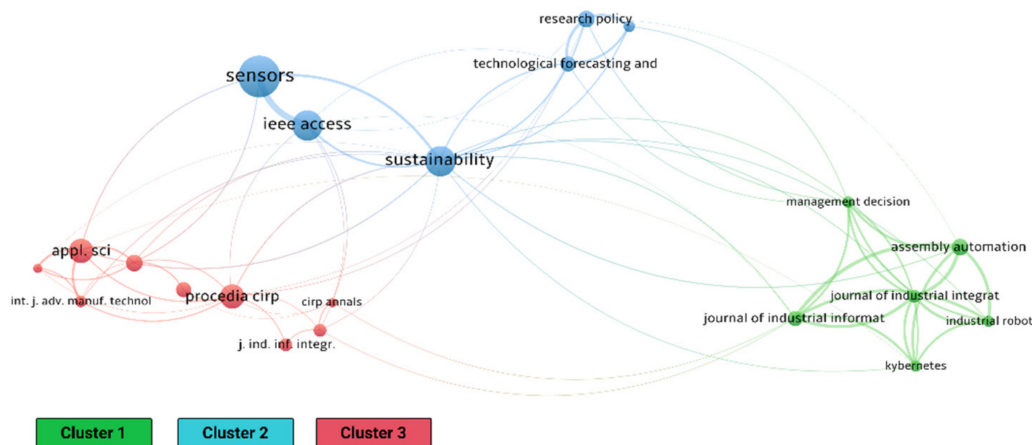 research policy
technological forecasting and
sensors
ieee access
sustainability
management decision
assembly automation
appl. sci
int. j. adv. manuf. technol
procedia cirp
cirp annals
journal of industrial integrat
journal of industrial informat
industrial robot
j. ind. inf. integr.
kybernetes
Cluster 1
Cluster 2
Cluster 3